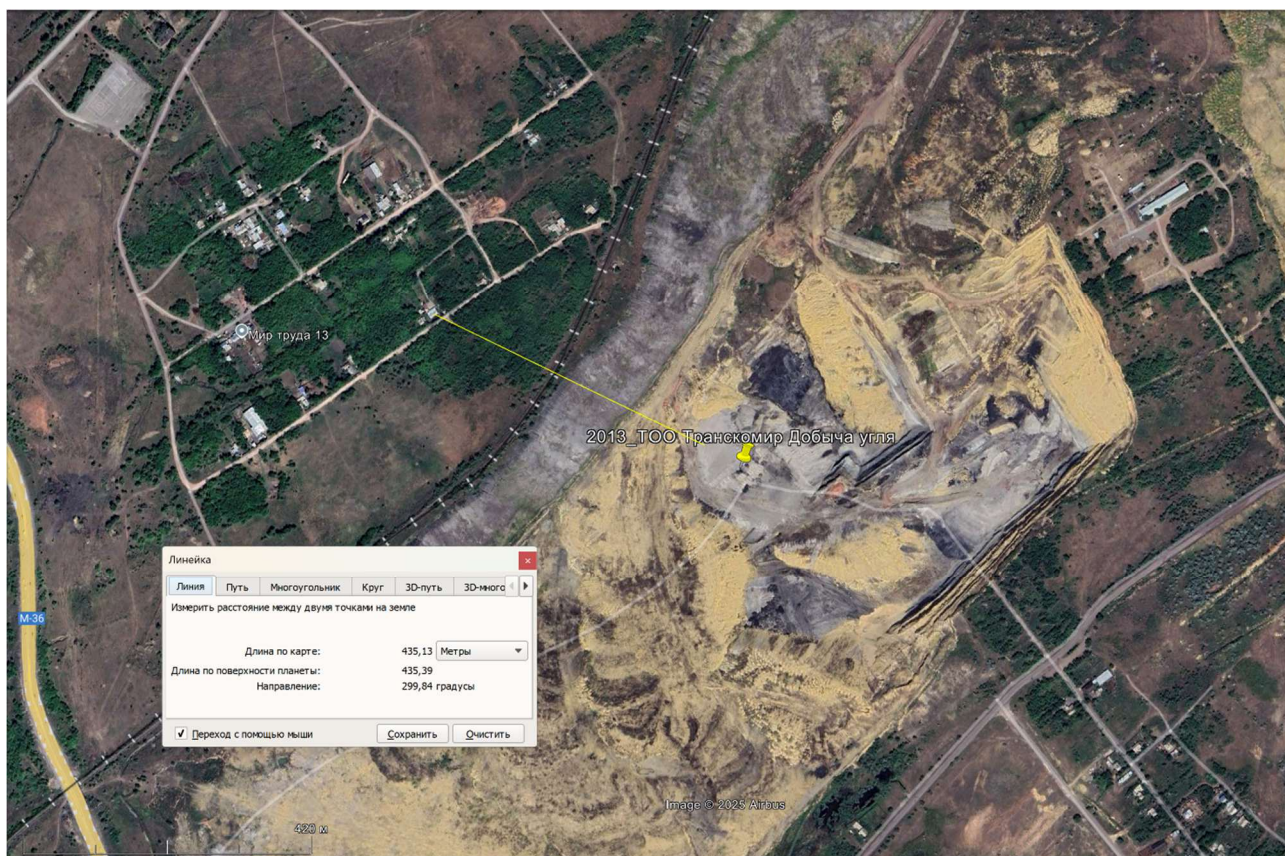 Мир труда 13
2013_ТОО Транскомир Добыча угля
Линейка
Линия Путь Многоугольник Круг 3D-путь 3D-много
Измерить расстояние между двумя точками на земле
Длина по карте: 435,13 Метры
Длина по поверхности планеты: 435,39
Направление: 299,84 градусы
Переход с помощью мыши Сохранить Очистить
М-36
Image © 2025 Airbus
420 м